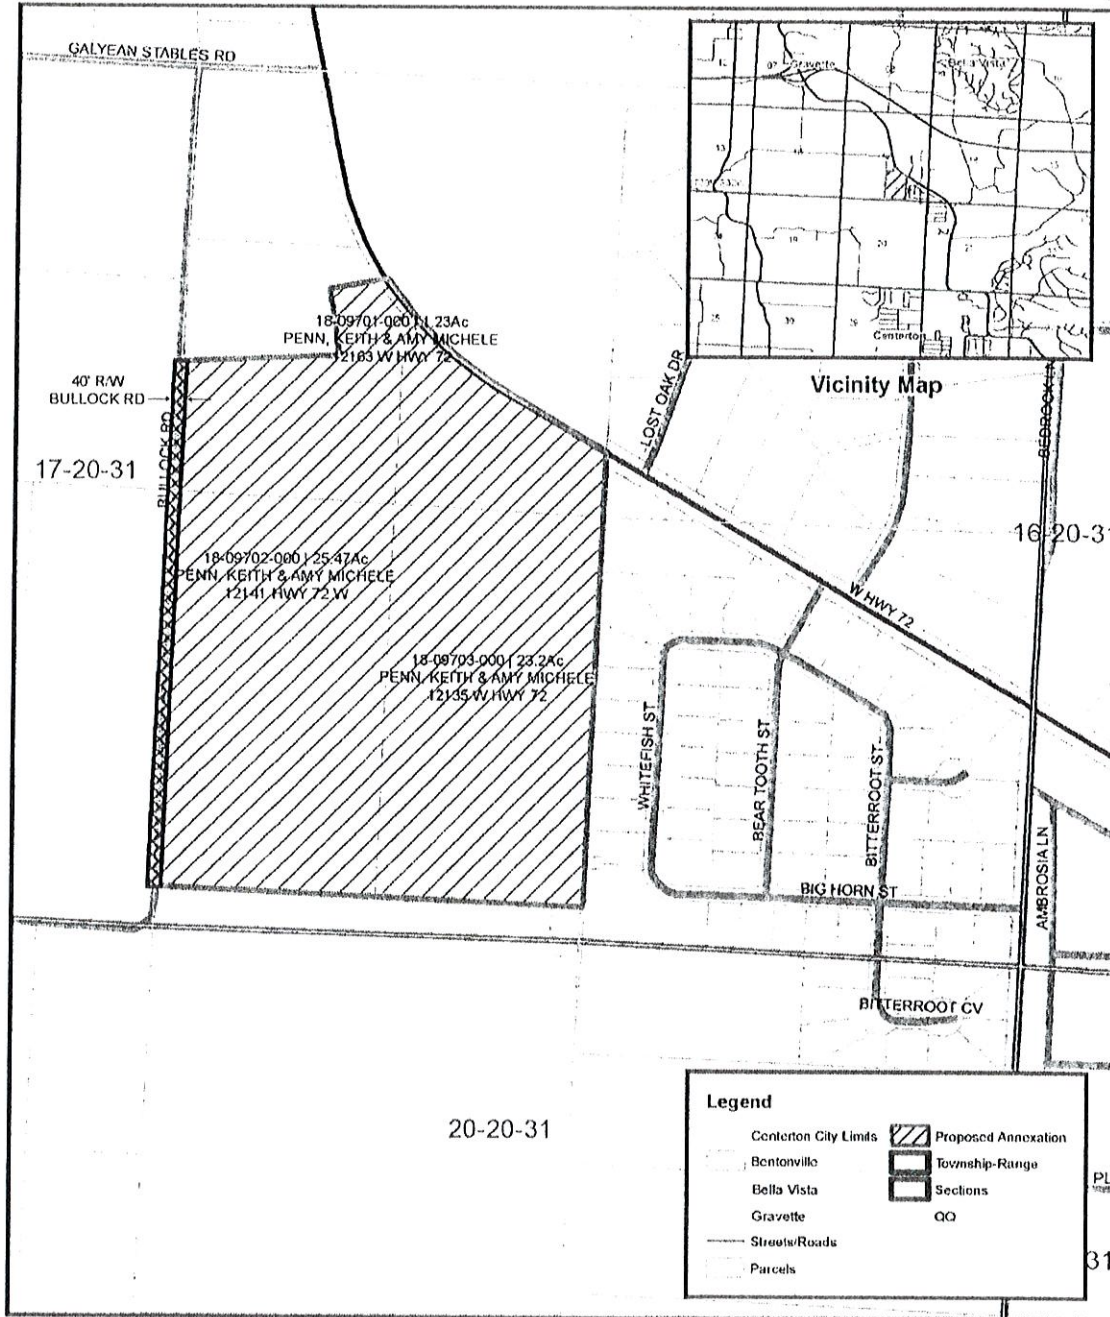 GALYEAN STABLES RD
Gravette
Bella Vista
Centerton
Vicinity Map
18-09701-000 | 1.23Ac
PENN, KEITH & AMY MICHELE
12163 W HWY 72
40' R/W
BULLOCK RD
BULLOCK RD
17-20-31
LOST OAK DR
BEDROCK LN
16-20-31
18-09702-000 | 25.47Ac
PENN, KEITH & AMY MICHELE
12141 HWY 72 W
W HWY 72
18-09703-000 | 23.2Ac
PENN, KEITH & AMY MICHELE
12135 W HWY 72
WHITEFISH ST
BEAR TOOTH ST
BITTERROOT ST
BIG HORN ST
AMBROSIA LN
BITTERROOT CV
20-20-31
Legend
Centerton City Limits
Bentonville
Bella Vista
Gravette
Streets/Roads
Parcels
Proposed Annexation
Township-Range
Sections
QQ
PL
31